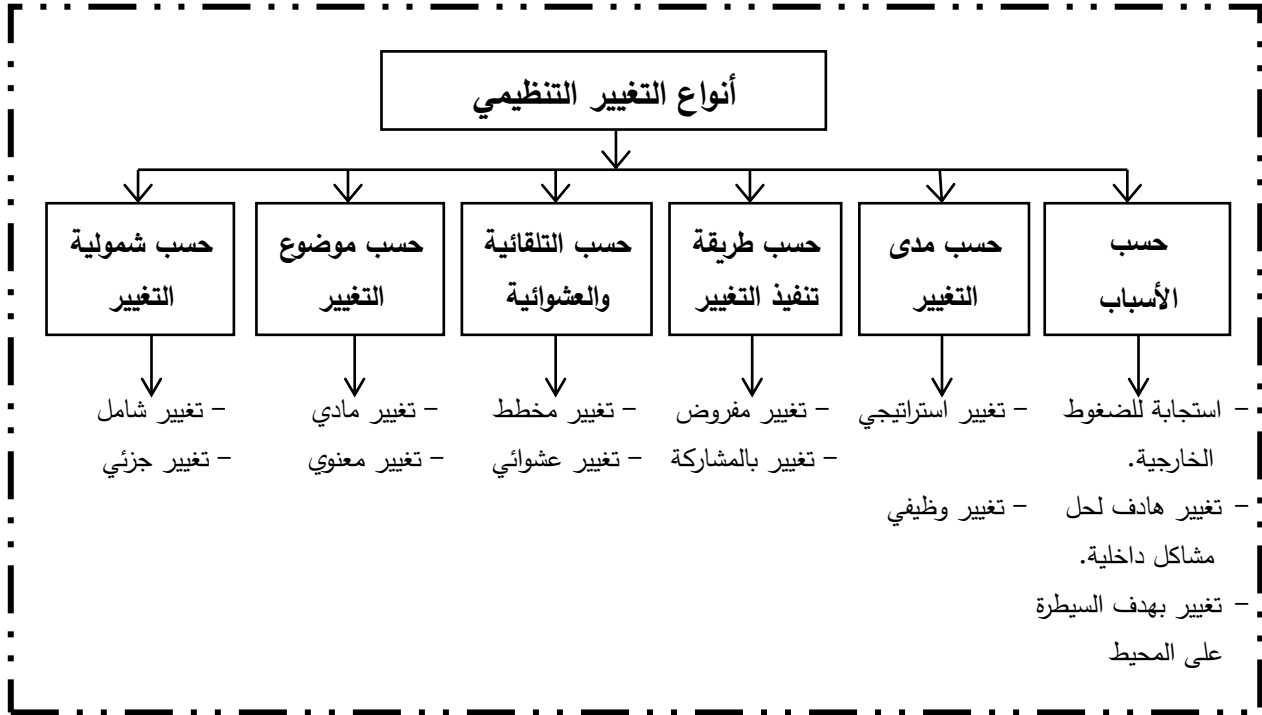 أنواع التغيير التنظيمي
حسب
الأسباب
حسب مدى
التغيير
حسب طريقة
تنفيذ التغيير
حسب التلقائية
والعشوائية
حسب موضوع
التغيير
حسب شمولية
التغيير
- استجابة للضغوط
الخارجية.
- تغيير هادف لحل
مشاكل داخلية.
- تغيير بهدف السيطرة
على المحيط
- تغيير استراتيجي
- تغيير وظيفي
- تغيير مفروض
- تغيير بالمشاركة
- تغيير مخطط
- تغيير عشوائي
- تغيير مادي
- تغيير معنوي
- تغيير شامل
- تغيير جزئي